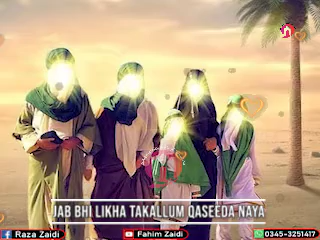 JAB BHI LIKHA TAKALLUM QASEEDA NAYA
Raza Zaidi
Fahim Zaidi
0345-3251417